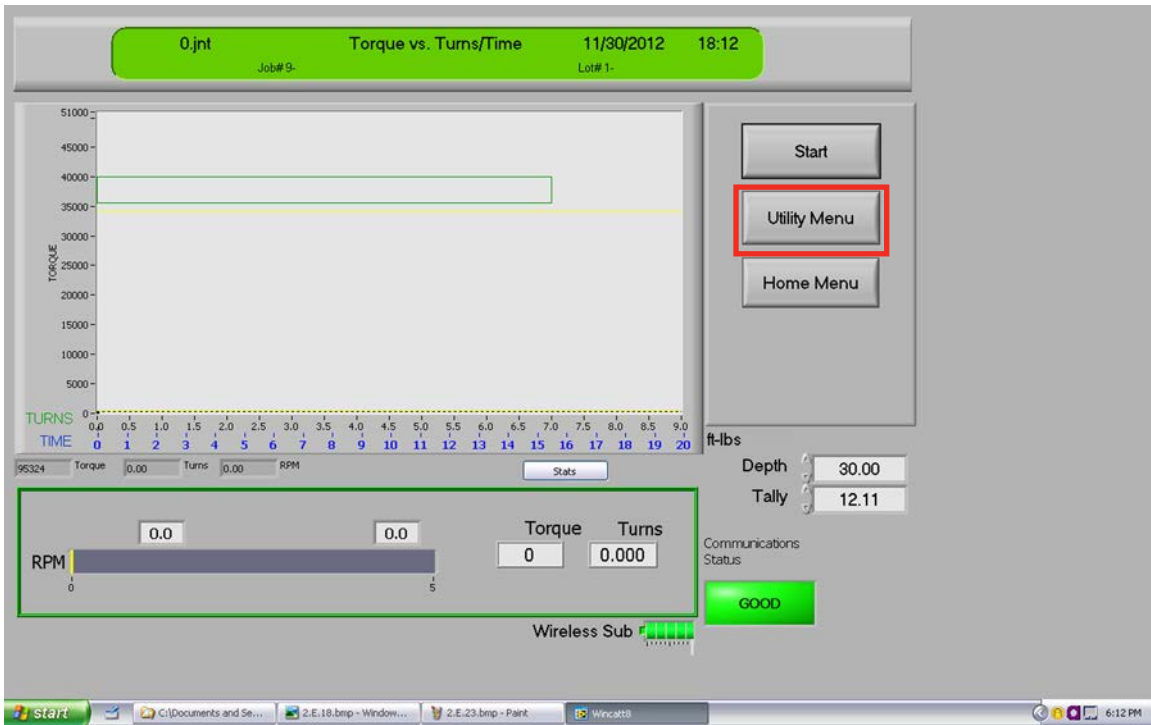 0.jnt Torque vs. Turns/Time 11/30/2012 18:12
Job# 9- Lot# 1-
51000
45000
40000
35000
30000
25000
20000
15000
10000
5000
0
TORQUE
TURNS 0.0 0.5 1.0 1.5 2.0 2.5 3.0 3.5 4.0 4.5 5.0 5.5 6.0 6.5 7.0 7.5 8.0 8.5 9.0
TIME 0 1 2 3 4 5 6 7 8 9 10 11 12 13 14 15 16 17 18 19 20
95324 Torque 0.00 Turns 0.00 RPM
Stats
Start
Utility Menu
Home Menu
ft-lbs
Depth 30.00
Tally 12.11
0.0 0.0
RPM
0 5
Torque Turns
0 0.000
Communications
Status
GOOD
Wireless Sub
start C:\Documents and Se... 2.E.18.bmp - Window... 2.E.23.bmp - Paint Wincatt8 6:12 PM